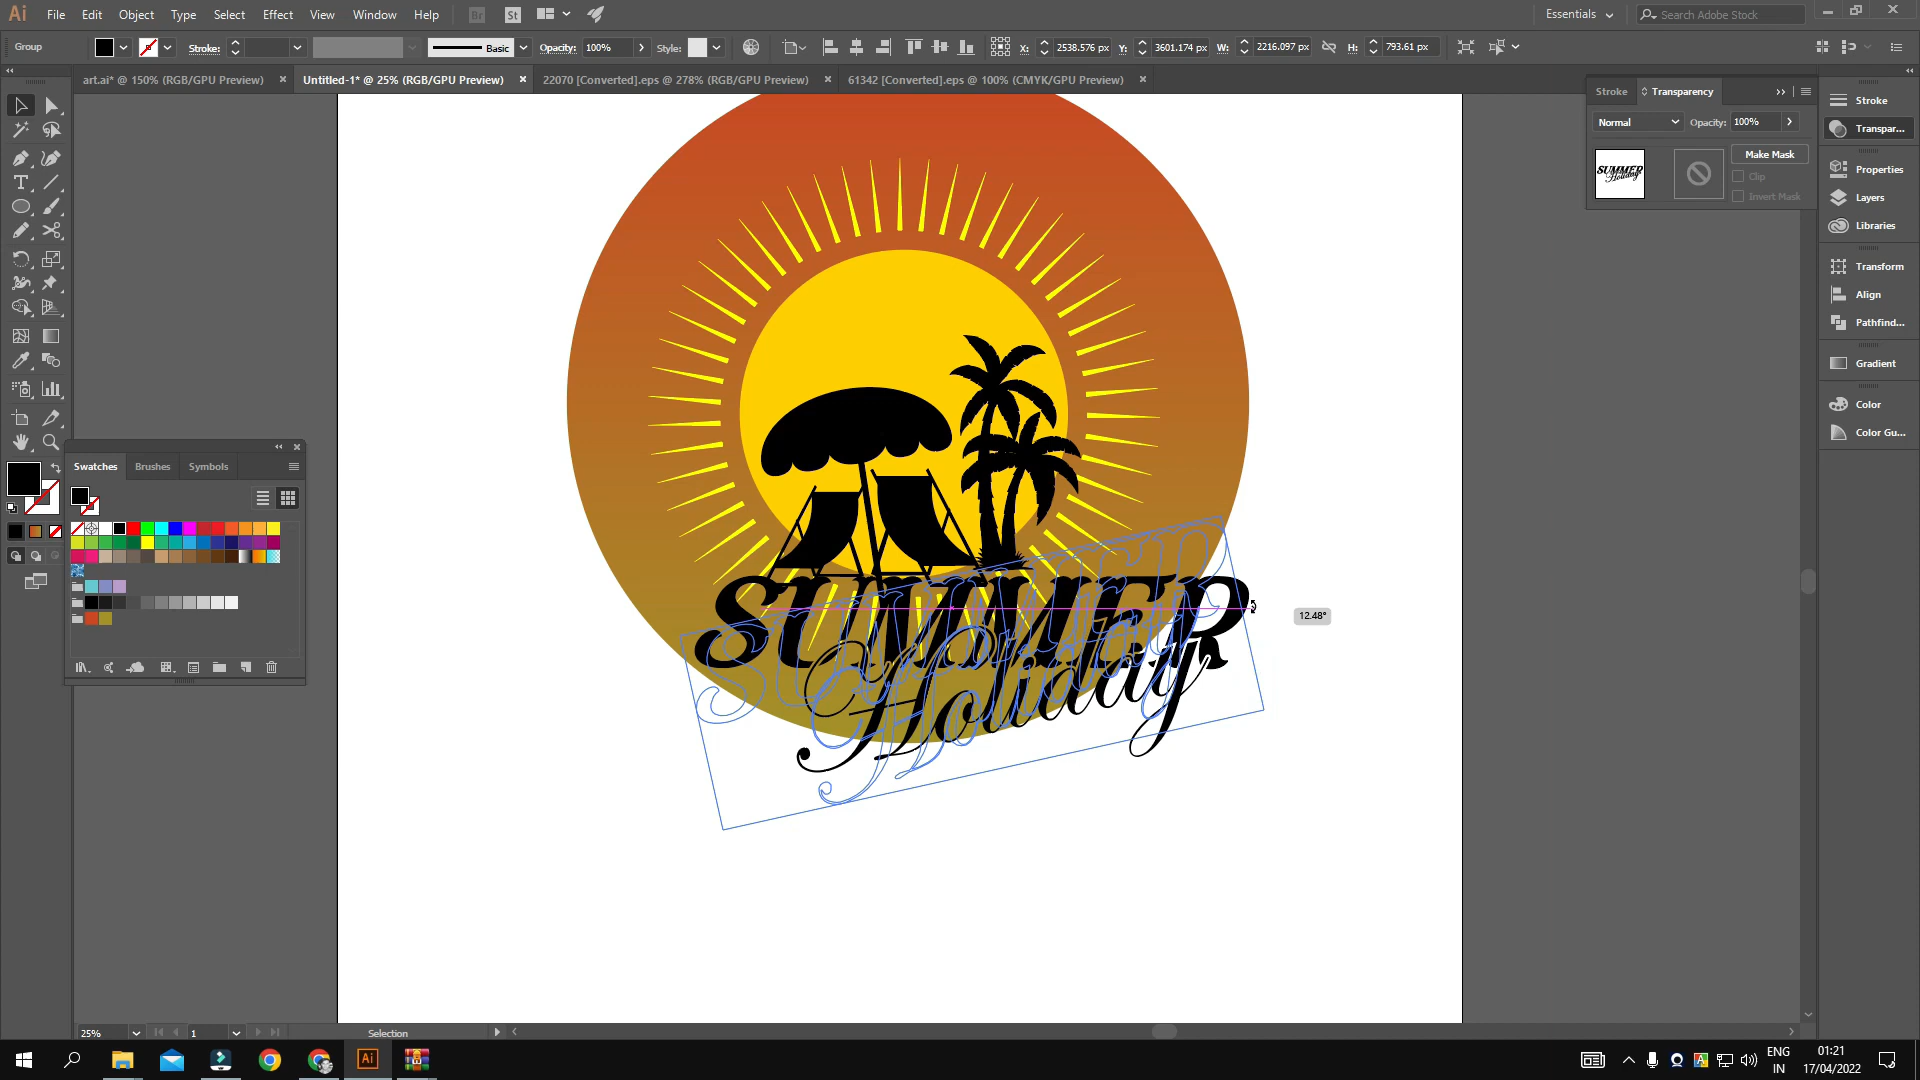 Ai File Edit Object Type Select Effect View Window Help Br St Essentials Search Adobe Stock
Group Stroke: Basic Opacity: 100% Style: X: 2538.576 px Y: 3601.174 px W: 2216.097 px H: 793.61 px
art.ai* @ 150% (RGB/GPU Preview) Untitled-1* @ 25% (RGB/GPU Preview) 22070 [Converted].eps @ 278% (RGB/GPU Preview) 61342 [Converted].eps @ 100% (CMYK/GPU Preview)
Stroke Transparency
Normal Opacity: 100%
SUMMER
Holiday
Make Mask
Clip
Invert Mask
Stroke
Transpar...
Properties
Layers
Libraries
Transform
Align
Pathfind...
Gradient
Color
Color Gu...
Swatches Brushes Symbols
SUMMER
Holiday
12.48°
25% 1 Selection
Ai ENG 01:21
IN 17/04/2022